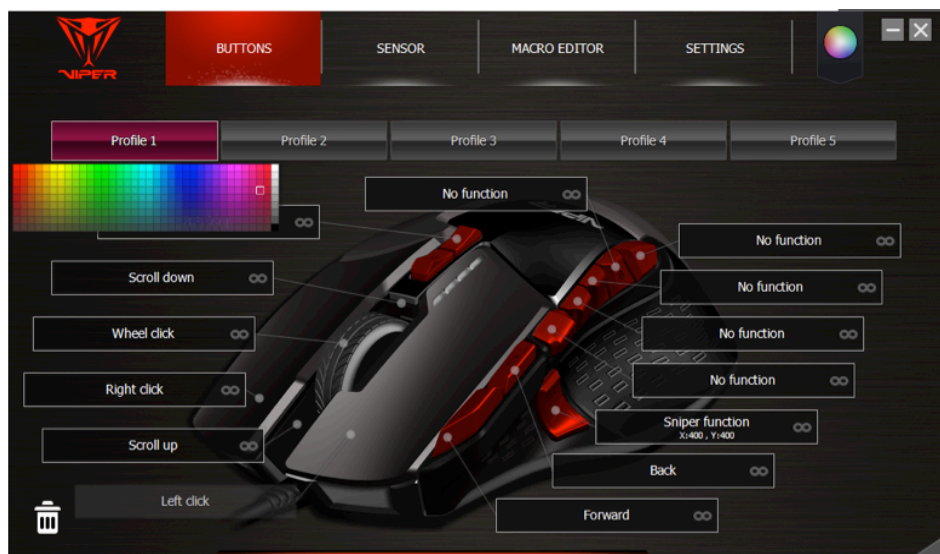 VIPER
BUTTONS
SENSOR
MACRO EDITOR
SETTINGS
Profile 1
Profile 2
Profile 3
Profile 4
Profile 5
No function
No function
Scroll down
No function
Wheel click
No function
Right click
No function
Sniper function
X:400 , Y:400
Scroll up
Back
Left click
Forward